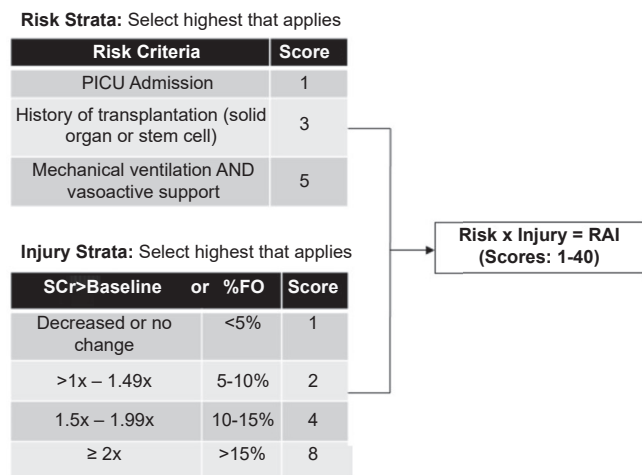 Risk Strata: Select highest that applies
Risk Criteria Score
PICU Admission 1
History of transplantation (solid
organ or stem cell) 3
Mechanical ventilation AND
vasoactive support 5
Risk x Injury = RAI
(Scores: 1-40)
Injury Strata: Select highest that applies
SCr>Baseline or %FO Score
Decreased or no
change <5% 1
>1x – 1.49x 5-10% 2
1.5x – 1.99x 10-15% 4
≥ 2x >15% 8